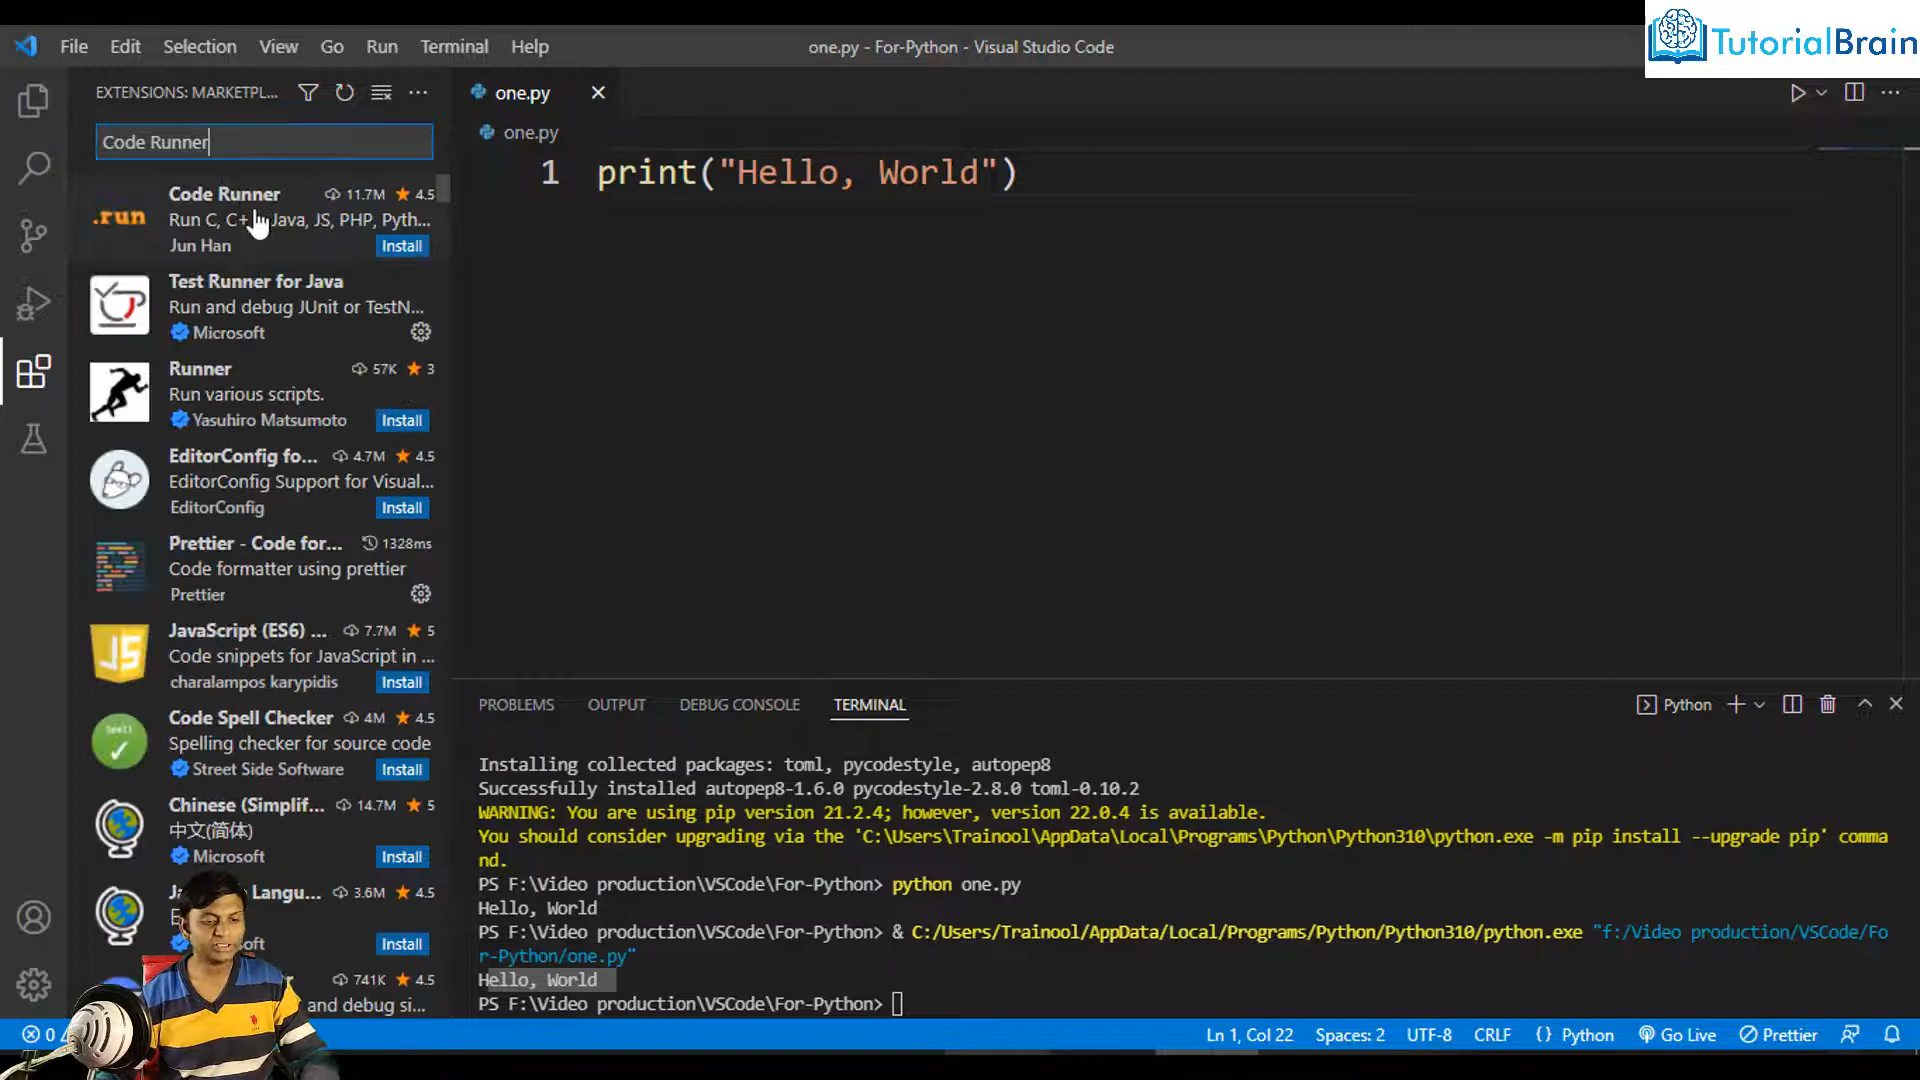 File Edit Selection View Go Run Terminal Help
one.py - For-Python - Visual Studio Code
TutorialBrain
EXTENSIONS: MARKETPL...
one.py
one.py
Code Runner
1 print("Hello, World")
Code Runner 11.7M 4.5
.run
Run C, C+ Java, JS, PHP, Pyth...
Jun Han Install
Test Runner for Java
Run and debug JUnit or TestN...
Microsoft
Runner 57K 3
Run various scripts.
Yasuhiro Matsumoto Install
EditorConfig fo... 4.7M 4.5
EditorConfig Support for Visual...
EditorConfig Install
Prettier - Code for... 1328ms
Code formatter using prettier
Prettier
JavaScript (ES6) ... 7.7M 5
JS
Code snippets for JavaScript in ...
charalampos karypidis Install
Code Spell Checker 4M 4.5
Spell
Spelling checker for source code
Street Side Software Install
Chinese (Simplif... 14.7M 5
中文(简体)
Microsoft Install
Langu... 3.6M 4.5
Install
741K 4.5
and debug si...
PROBLEMS OUTPUT DEBUG CONSOLE TERMINAL
Python
Installing collected packages: toml, pycodestyle, autopep8
Successfully installed autopep8-1.6.0 pycodestyle-2.8.0 toml-0.10.2
WARNING: You are using pip version 21.2.4; however, version 22.0.4 is available.
You should consider upgrading via the 'C:\Users\Trainool\AppData\Local\Programs\Python\Python310\python.exe -m pip install --upgrade pip' comma
nd.
PS F:\Video production\VSCode\For-Python> python one.py
Hello, World
PS F:\Video production\VSCode\For-Python> & C:/Users/Trainool/AppData/Local/Programs/Python/Python310/python.exe "f:/Video production/VSCode/Fo
r-Python/one.py"
Hello, World
PS F:\Video production\VSCode\For-Python>
0
Ln 1, Col 22 Spaces: 2 UTF-8 CRLF {} Python Go Live Prettier